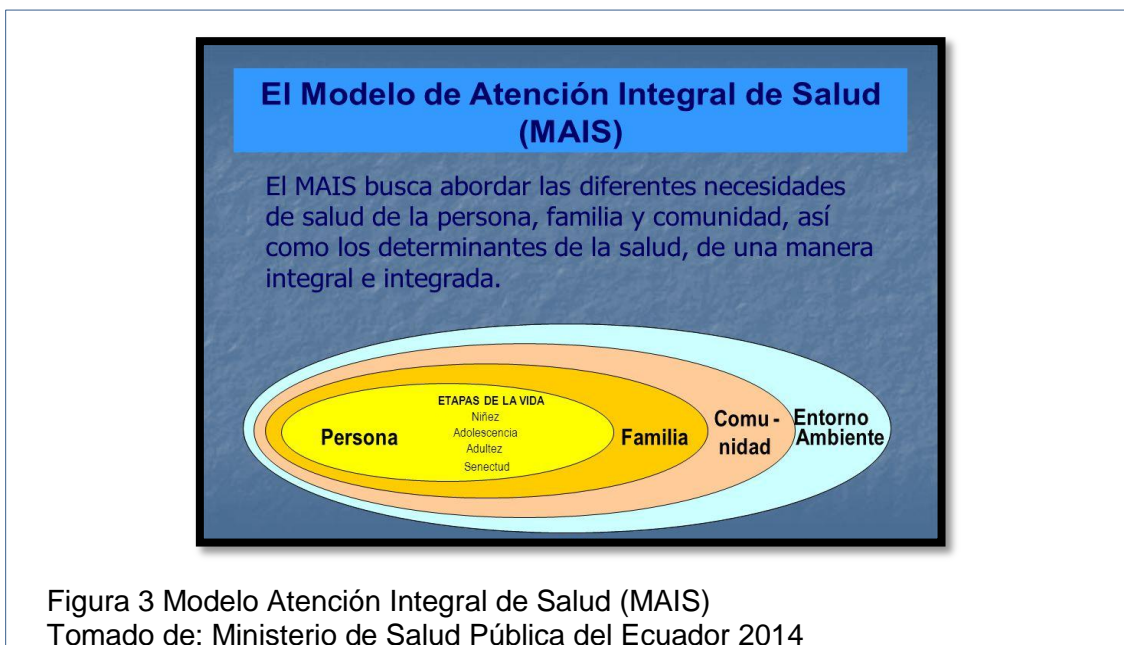 El Modelo de Atención Integral de Salud
(MAIS)
El MAIS busca abordar las diferentes necesidades
de salud de la persona, familia y comunidad, así
como los determinantes de la salud, de una manera
integral e integrada.
ETAPAS DE LA VIDA
Niñez
Adolescencia
Adultez
Senectud
Persona
Familia
Comu -
nidad
Entorno
Ambiente
Figura 3 Modelo Atención Integral de Salud (MAIS)
Tomado de: Ministerio de Salud Pública del Ecuador 2014